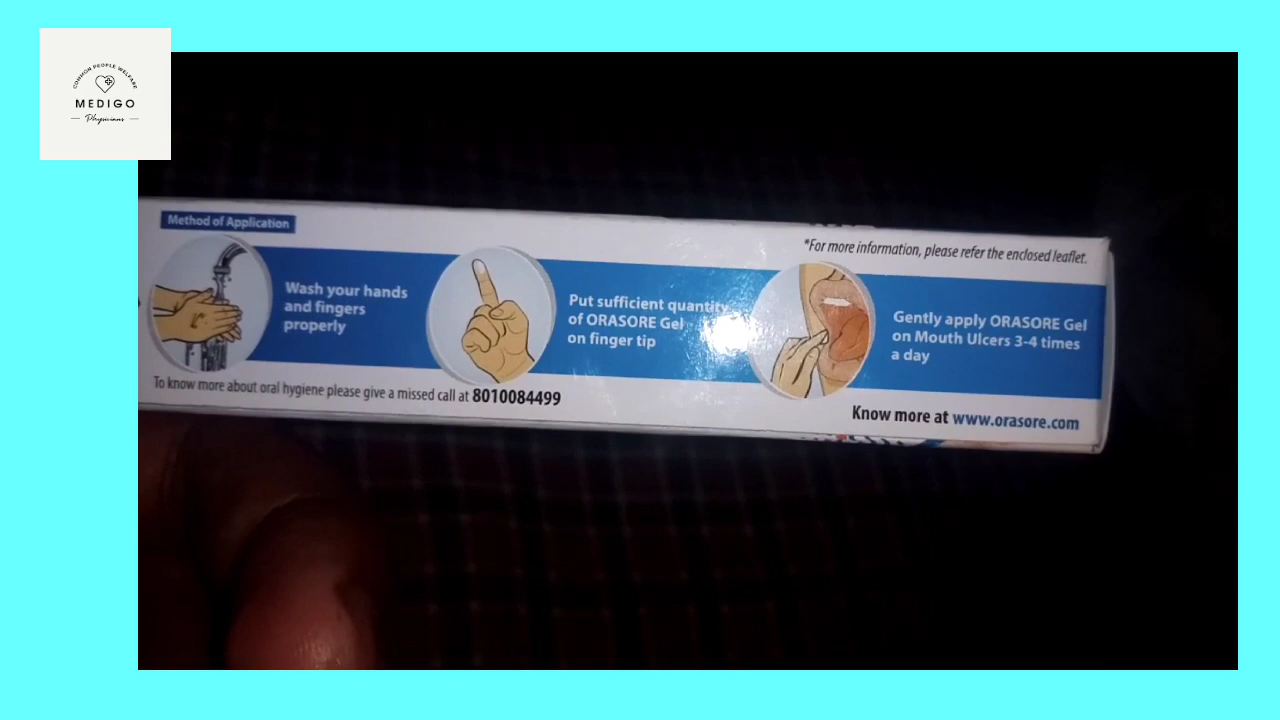 COMMON PEOPLE WELFARE
MEDIGO
Physicians
Method of Application
*For more information, please refer the enclosed leaflet.
Wash your hands
and fingers
properly
Put sufficient quantity
of ORASORE Gel
on finger tip
Gently apply ORASORE Gel
on Mouth Ulcers 3-4 times
a day
To know more about oral hygiene please give a missed call at 8010084499
Know more at www.orasore.com